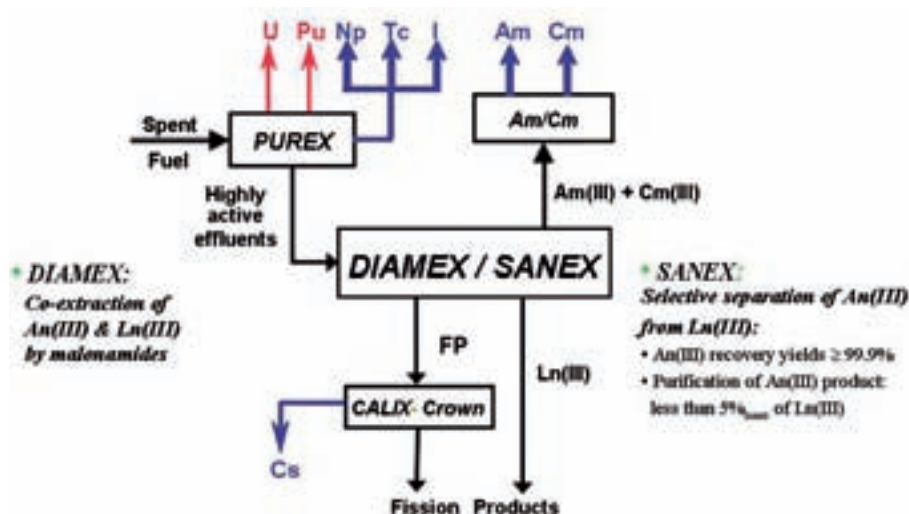 U Pu Np Tc I Am Cm
Spent
Fuel
PUREX
Am/Cm
Highly
active
effluents
Am(III) + Cm(III)
DIAMEX / SANEX
* DIAMEX:
Co-extraction of
An(III) & Ln(III)
by malonamides
* SANEX:
Selective separation of An(III)
from Ln(III):
• An(III) recovery yields ≥ 99.9%
• Purification of An(III) product:
less than 5% of Ln(III)
FP
Ln(III)
CALIX- Crown
Cs
Fission Products